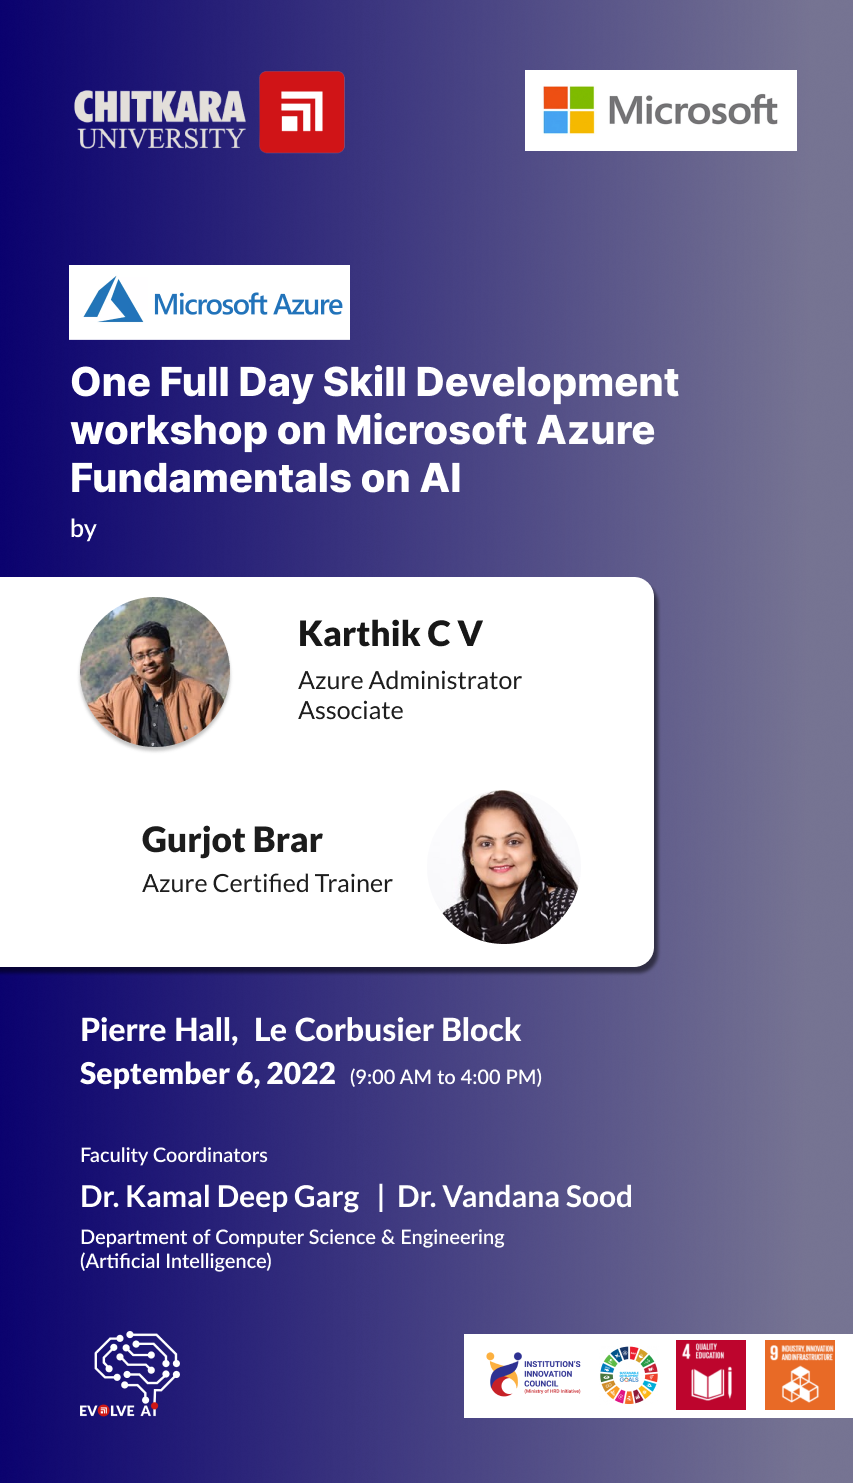 CHITKARA
UNIVERSITY
Microsoft
Microsoft Azure
One Full Day Skill Development
workshop on Microsoft Azure
Fundamentals on AI
by
Karthik C V
Azure Administrator
Associate
Gurjot Brar
Azure Certified Trainer
Pierre Hall, Le Corbusier Block
September 6, 2022 (9:00 AM to 4:00 PM)
Faculity Coordinators
Dr. Kamal Deep Garg | Dr. Vandana Sood
Department of Computer Science & Engineering
(Artificial Intelligence)
EVOLVE AI
INSTITUTION'S
INNOVATION
COUNCIL
(Ministry of HRD Initiative)
SUSTAINABLE
DEVELOPMENT
GOALS
4 QUALITY
EDUCATION
9 INDUSTRY, INNOVATION
AND INFRASTRUCTURE